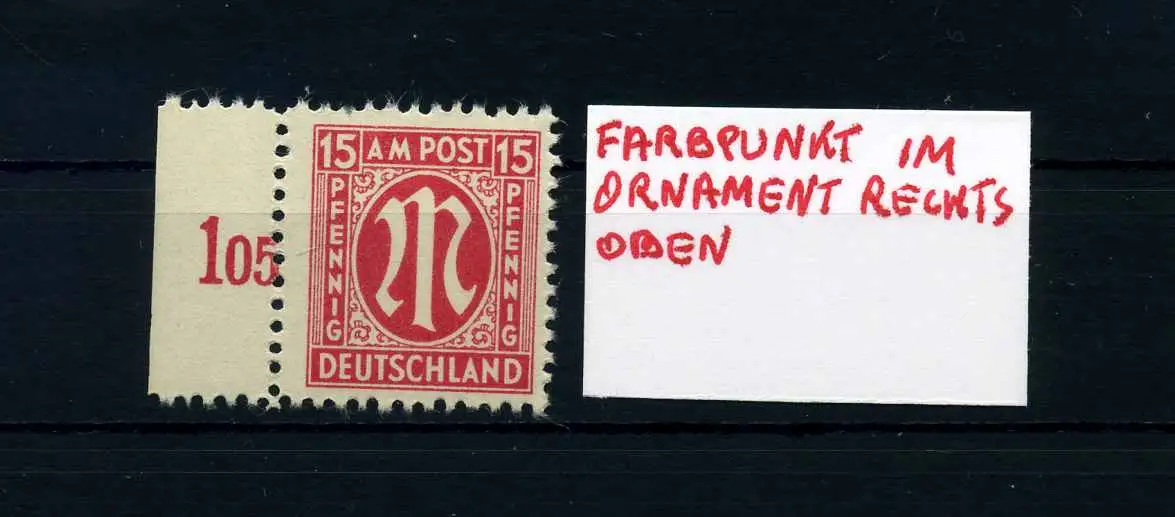 15 AM POST 15
PFENNIG
PFENNIG
DEUTSCHLAND
105
FARBPUNKT IM
ORNAMENT RECHTS
OBEN